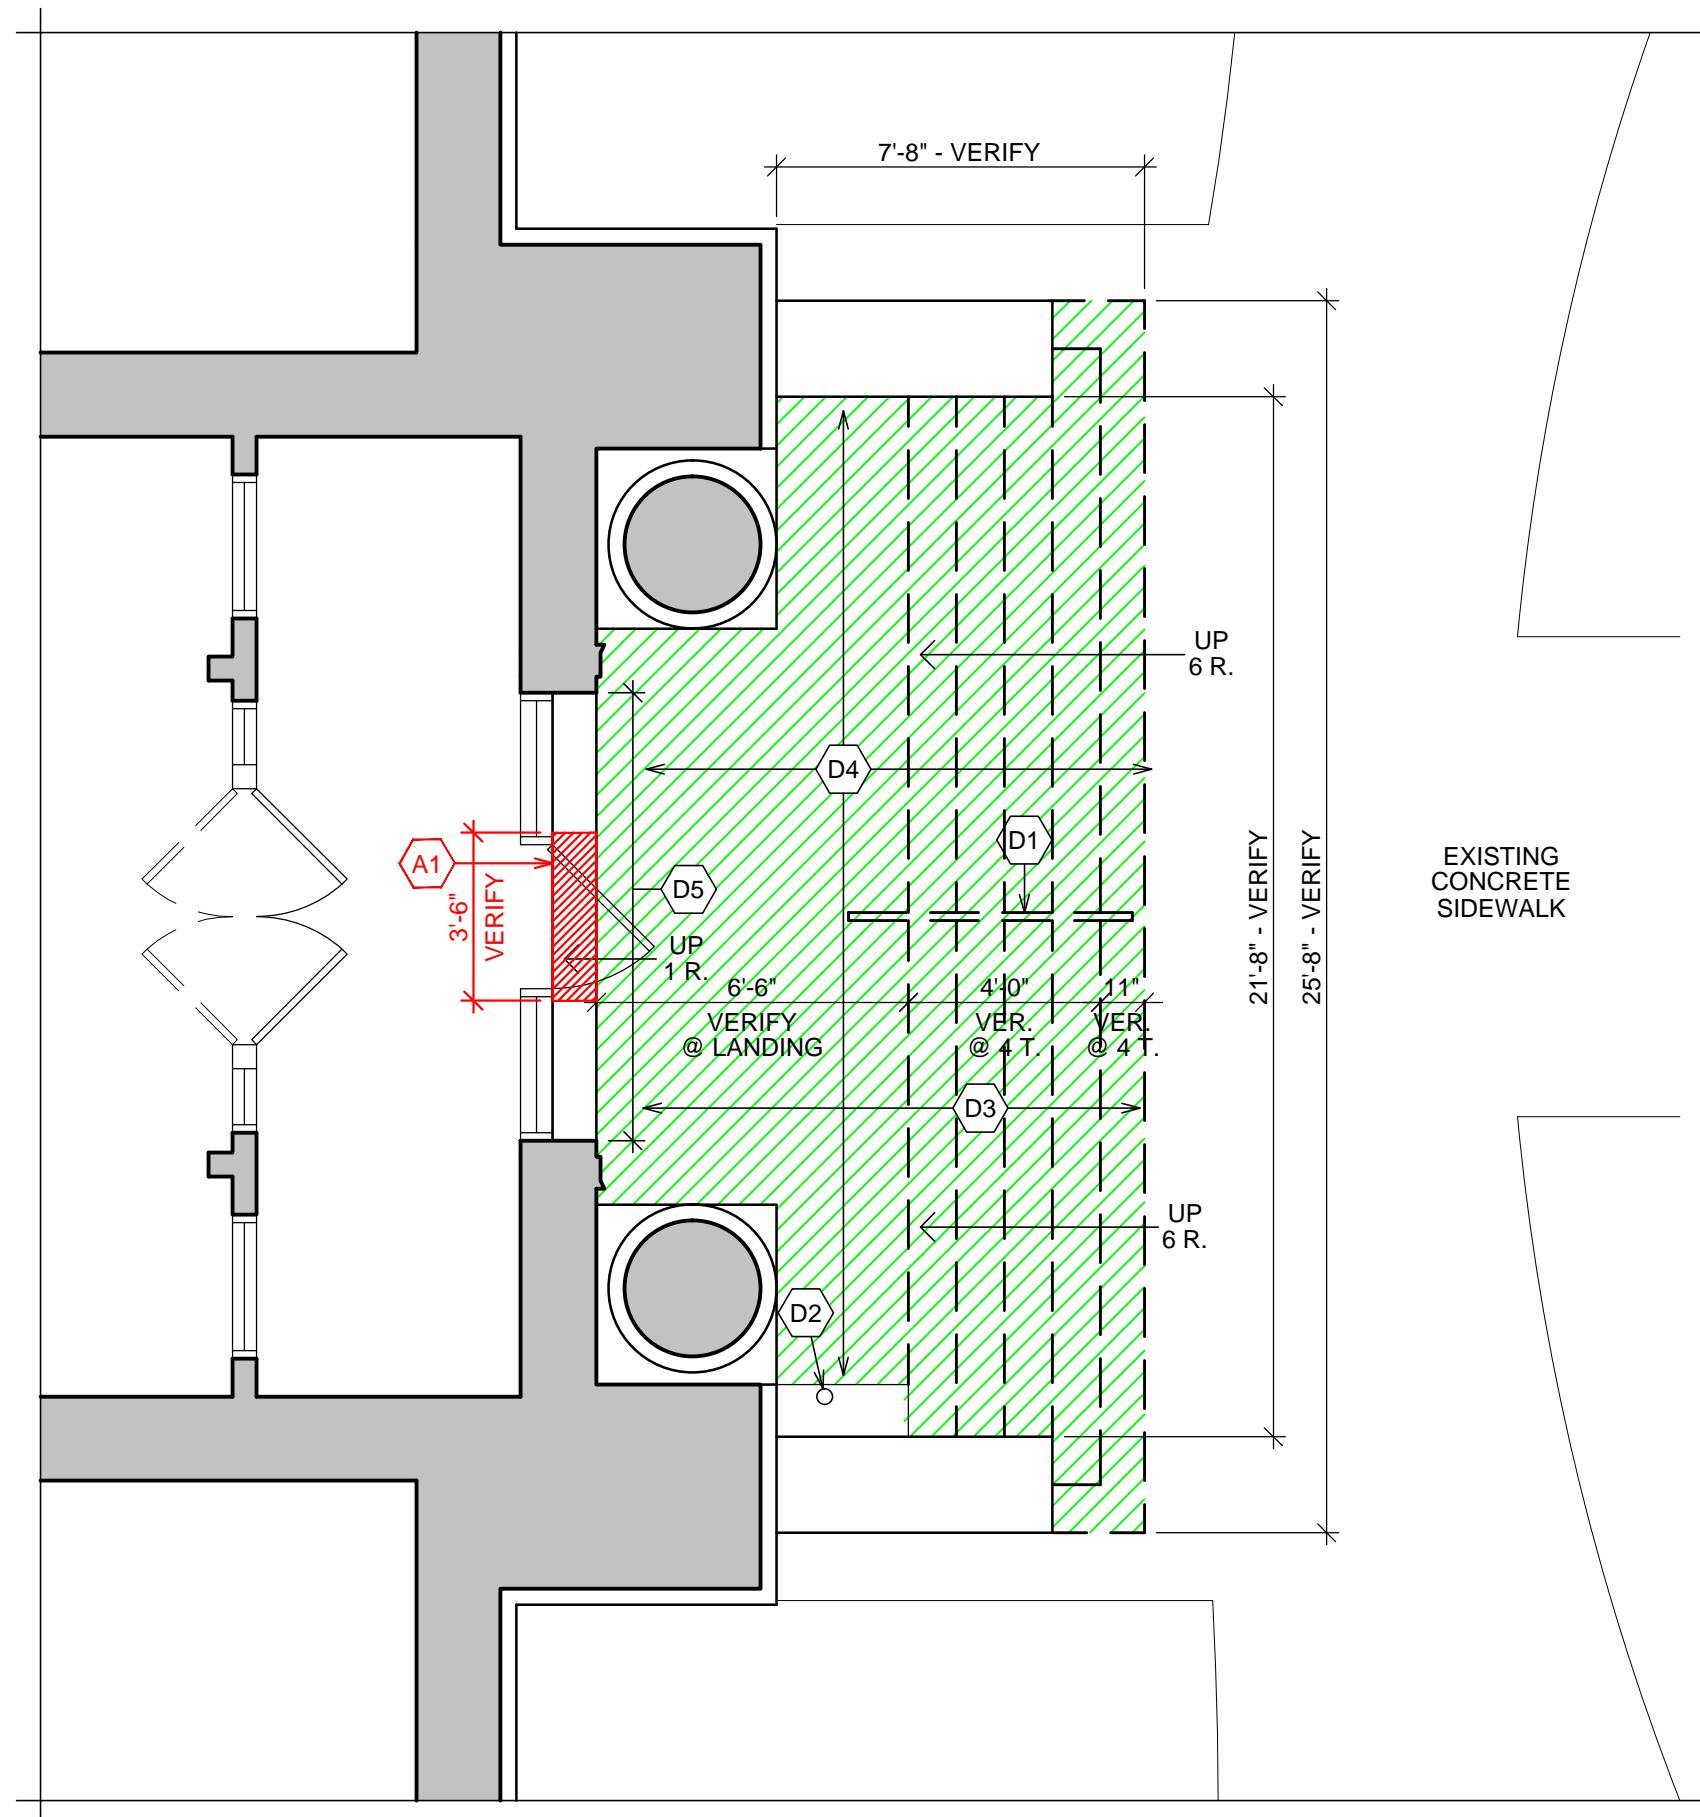 7'-8" - VERIFY
UP
6 R.
D4
D1
A1
3'-6"
VERIFY
D5
UP
1 R.
6'-6"
VERIFY
@ LANDING
4'-0"
VER.
@ 4 T.
11"
VER.
@ 4 T.
21'-8" - VERIFY
25'-8" - VERIFY
EXISTING
CONCRETE
SIDEWALK
D3
UP
6 R.
D2